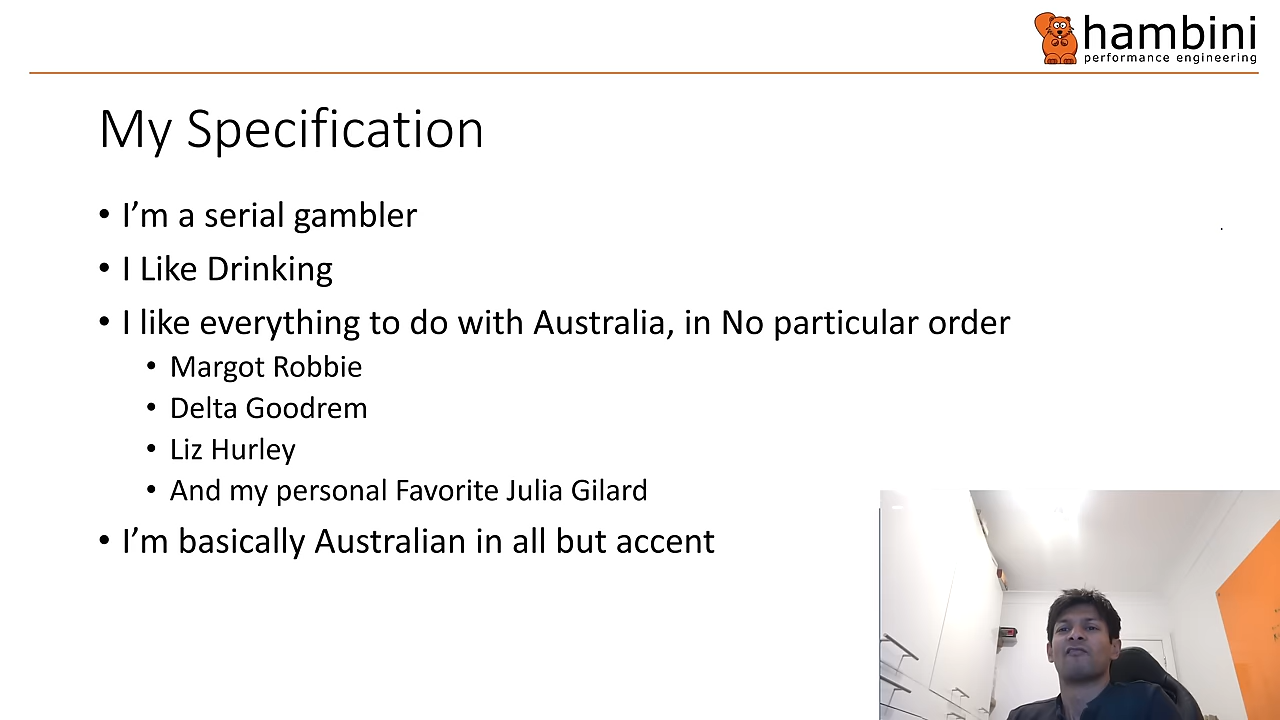 hambini
performance engineering
My Specification
• I’m a serial gambler
• I Like Drinking
• I like everything to do with Australia, in No particular order
• Margot Robbie
• Delta Goodrem
• Liz Hurley
• And my personal Favorite Julia Gilard
• I’m basically Australian in all but accent